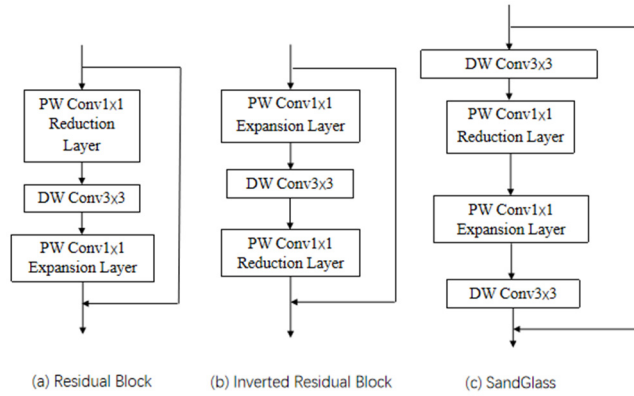 PW Conv1x1
Reduction
Layer
DW Conv3x3
PW Conv1x1
Expansion Layer
(a) Residual Block
PW Conv1x1
Expansion Layer
DW Conv3x3
PW Conv1x1
Reduction Layer
(b) Inverted Residual Block
DW Conv3x3
PW Conv1x1
Reduction Layer
PW Conv1x1
Expansion Layer
DW Conv3x3
(c) SandGlass